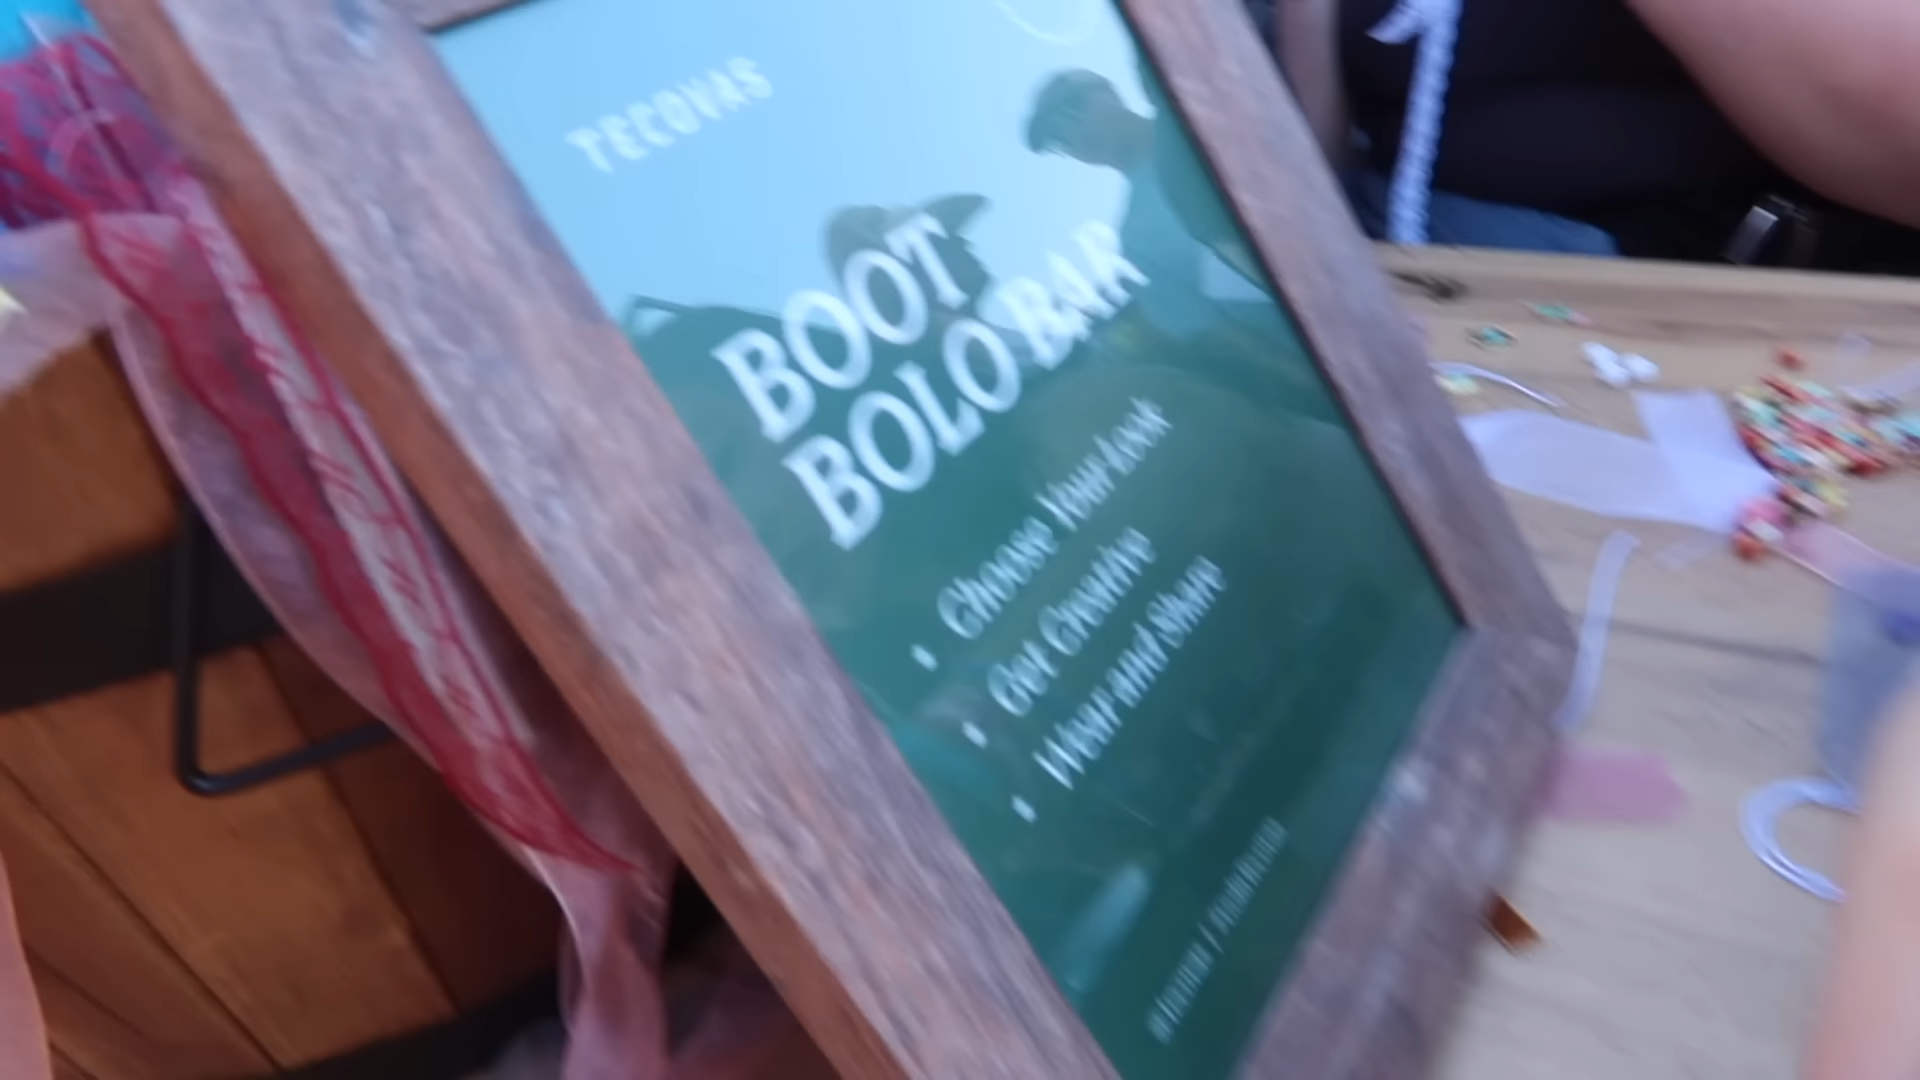 TECOVAS
BOOT
BOLO BAR
• Choose Your Look
• Get Creative
• Wear and Share